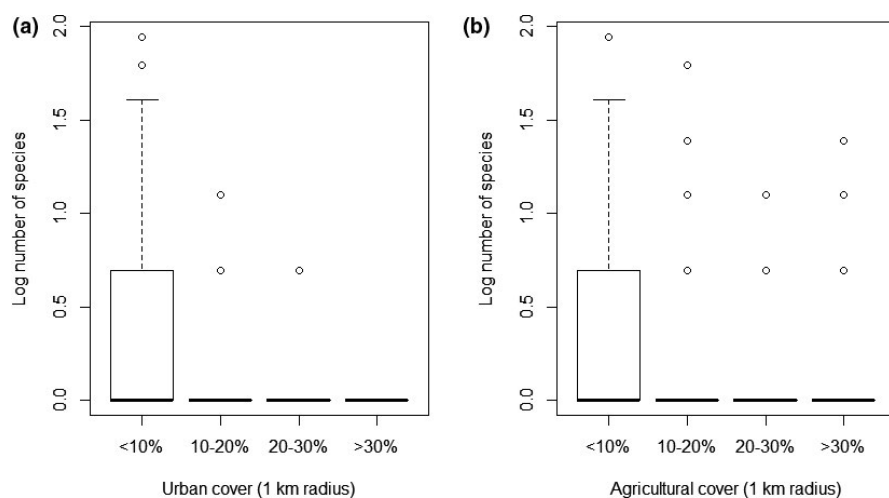 (a)
Log number of species
2.0
1.5
1.0
0.5
0.0
<10% 10-20% 20-30% >30%
Urban cover (1 km radius)
(b)
Log number of species
2.0
1.5
1.0
0.5
0.0
<10% 10-20% 20-30% >30%
Agricultural cover (1 km radius)